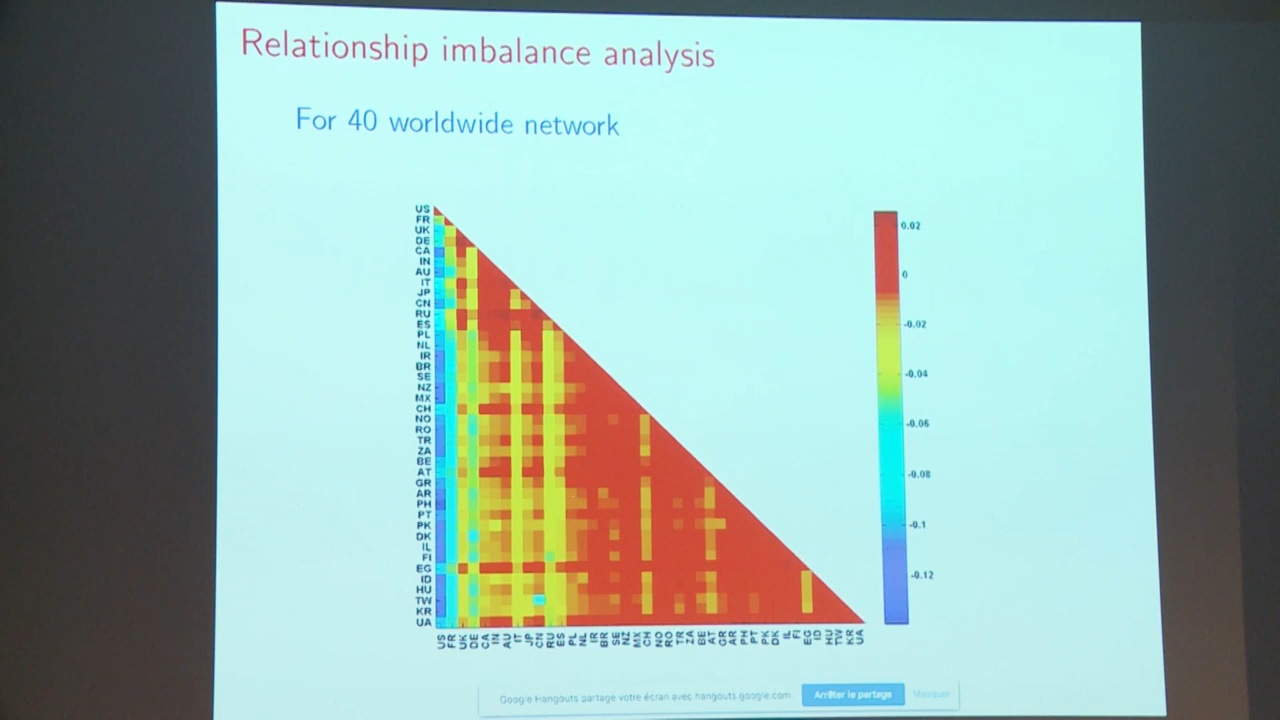 Relationship imbalance analysis
For 40 worldwide network
US
FR
UK
DE
CA
IN
AU
IT
JP
CN
RU
ES
PL
NL
IR
BR
SE
NZ
MX
CH
NO
RO
TR
ZA
BE
AT
GR
AR
PH
PT
PK
DK
IL
FI
EG
ID
HU
TW
KR
UA
US FR UK DE CA IN AU IT JP CN RU ES PL NL IR BR SE NZ MX CH NO RO TR ZA BE AT GR AR PH PT PK DK IL FI EG ID HU TW KR UA
0.02
0
-0.02
-0.04
-0.06
-0.08
-0.1
-0.12
Google Hangouts partage votre écran avec hangouts.google.com. Arrêter le partage Masquer